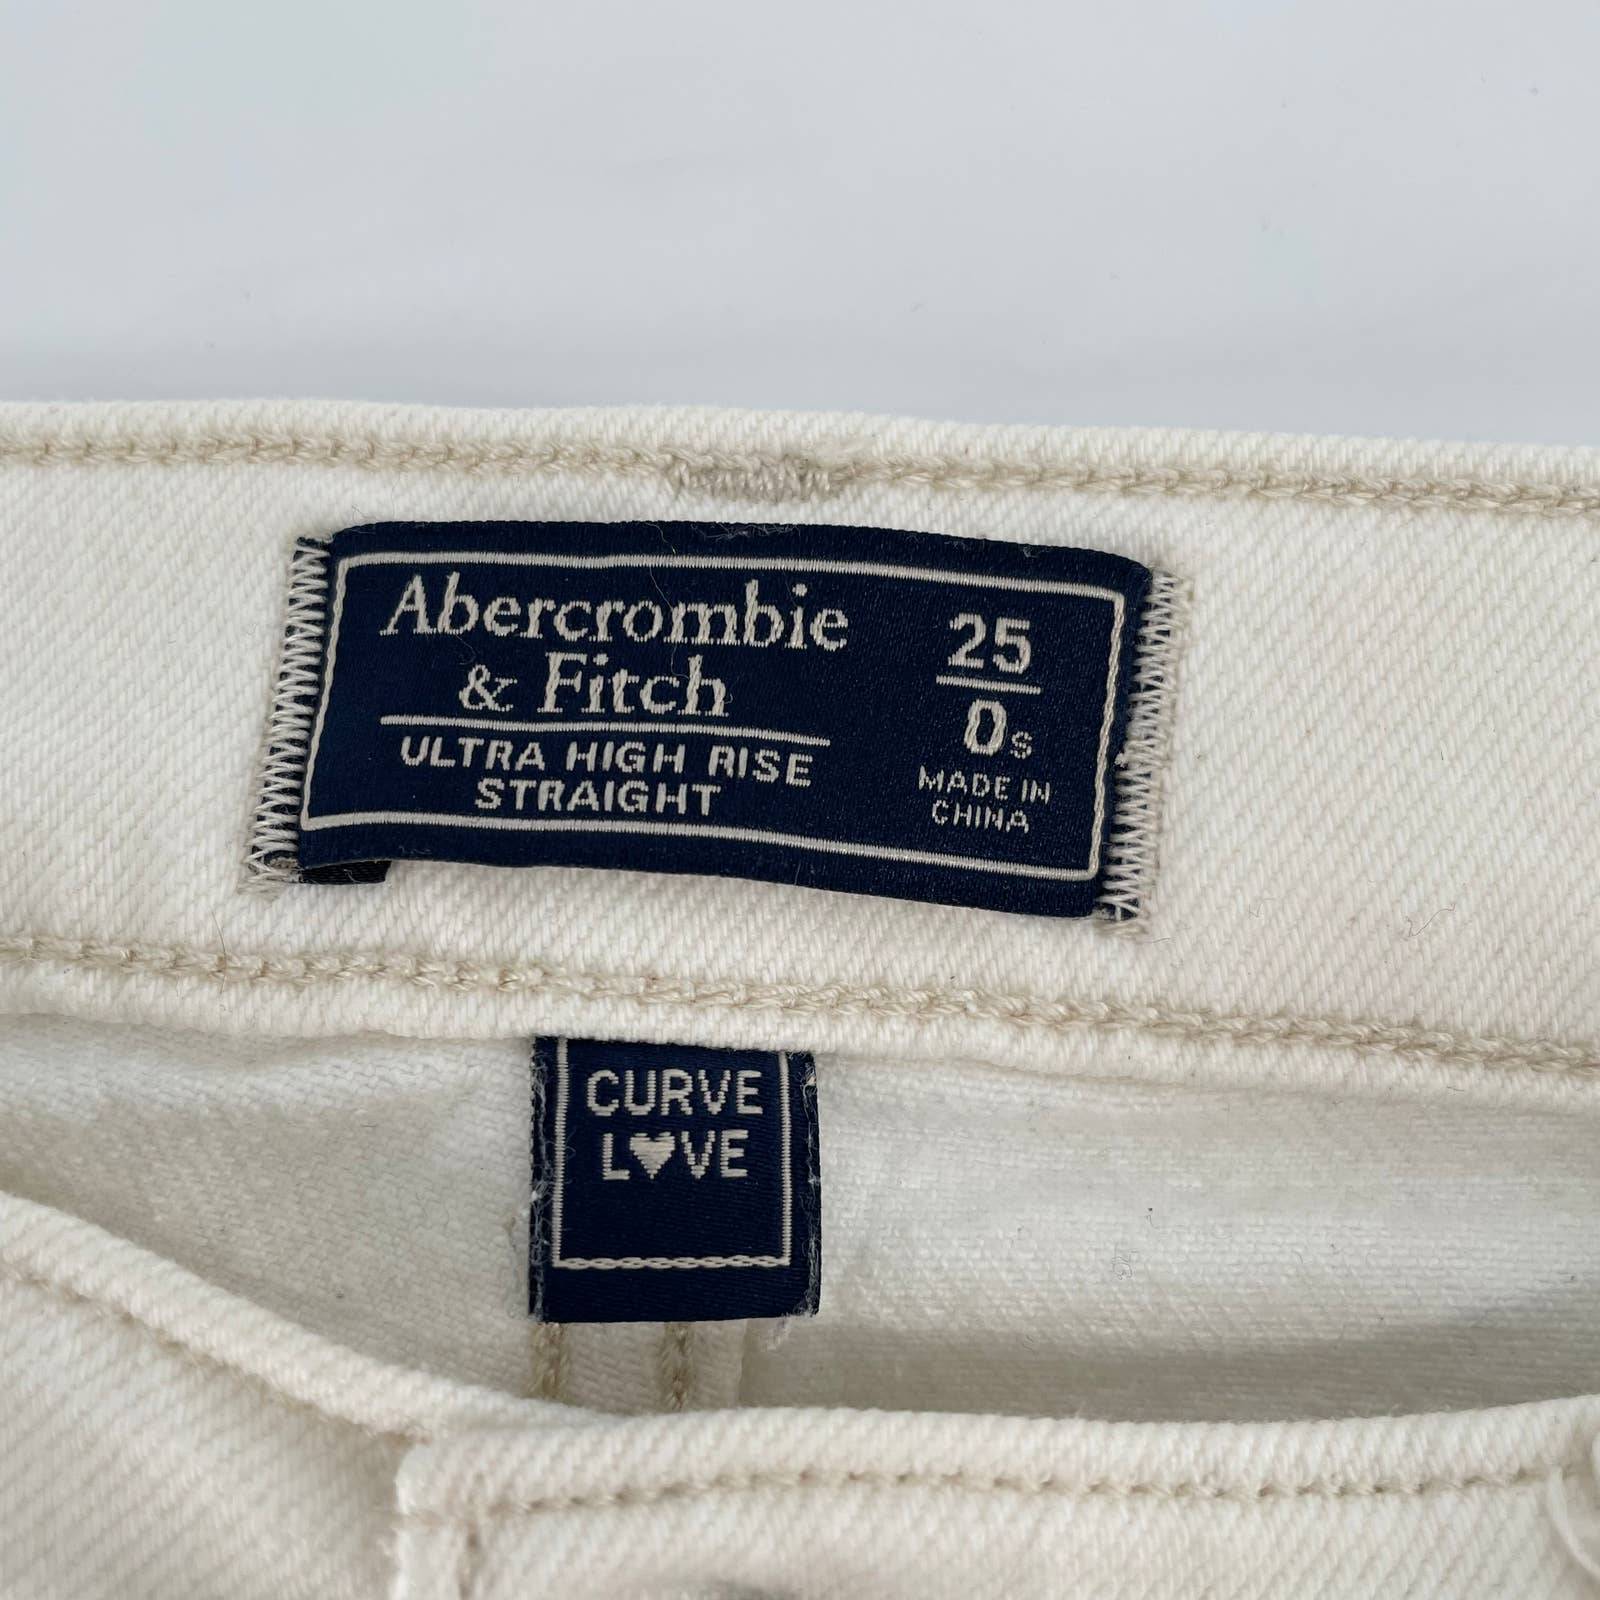 Abercrombie
& Fitch
ULTRA HIGH RISE
STRAIGHT
25
0s
MADE IN
CHINA
CURVE
L♥VE